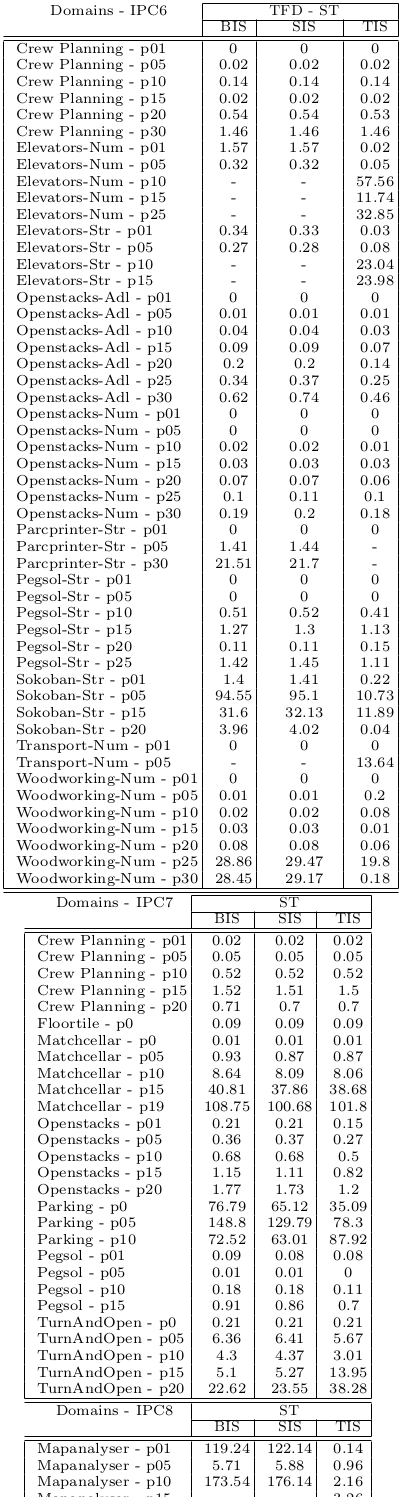 Domains - IPC6 TFD - ST
BIS SIS TIS
Crew Planning - p01 0 0 0
Crew Planning - p05 0.02 0.02 0.02
Crew Planning - p10 0.14 0.14 0.14
Crew Planning - p15 0.02 0.02 0.02
Crew Planning - p20 0.54 0.54 0.53
Crew Planning - p30 1.46 1.46 1.46
Elevators-Num - p01 1.57 1.57 0.02
Elevators-Num - p05 0.32 0.32 0.05
Elevators-Num - p10 - - 57.56
Elevators-Num - p15 - - 11.74
Elevators-Num - p25 - - 32.85
Elevators-Str - p01 0.34 0.33 0.03
Elevators-Str - p05 0.27 0.28 0.08
Elevators-Str - p10 - - 23.04
Elevators-Str - p15 - - 23.98
Openstacks-Adl - p01 0 0 0
Openstacks-Adl - p05 0.01 0.01 0.01
Openstacks-Adl - p10 0.04 0.04 0.03
Openstacks-Adl - p15 0.09 0.09 0.07
Openstacks-Adl - p20 0.2 0.2 0.14
Openstacks-Adl - p25 0.34 0.37 0.25
Openstacks-Adl - p30 0.62 0.74 0.46
Openstacks-Num - p01 0 0 0
Openstacks-Num - p05 0 0 0
Openstacks-Num - p10 0.02 0.02 0.01
Openstacks-Num - p15 0.03 0.03 0.03
Openstacks-Num - p20 0.07 0.07 0.06
Openstacks-Num - p25 0.1 0.11 0.1
Openstacks-Num - p30 0.19 0.2 0.18
Parcprinter-Str - p01 0 0 0
Parcprinter-Str - p05 1.41 1.44 -
Parcprinter-Str - p30 21.51 21.7 -
Pegsol-Str - p01 0 0 0
Pegsol-Str - p05 0 0 0
Pegsol-Str - p10 0.51 0.52 0.41
Pegsol-Str - p15 1.27 1.3 1.13
Pegsol-Str - p20 0.11 0.11 0.15
Pegsol-Str - p25 1.42 1.45 1.11
Sokoban-Str - p01 1.4 1.41 0.22
Sokoban-Str - p05 94.55 95.1 10.73
Sokoban-Str - p15 31.6 32.13 11.89
Sokoban-Str - p20 3.96 4.02 0.04
Transport-Num - p01 0 0 0
Transport-Num - p05 - - 13.64
Woodworking-Num - p01 0 0 0
Woodworking-Num - p05 0.01 0.01 0.2
Woodworking-Num - p10 0.02 0.02 0.08
Woodworking-Num - p15 0.03 0.03 0.01
Woodworking-Num - p20 0.08 0.08 0.06
Woodworking-Num - p25 28.86 29.47 19.8
Woodworking-Num - p30 28.45 29.17 0.18
Domains - IPC7 ST
BIS SIS TIS
Crew Planning - p01 0.02 0.02 0.02
Crew Planning - p05 0.05 0.05 0.05
Crew Planning - p10 0.52 0.52 0.52
Crew Planning - p15 1.52 1.51 1.5
Crew Planning - p20 0.71 0.7 0.7
Floortile - p0 0.09 0.09 0.09
Matchcellar - p0 0.01 0.01 0.01
Matchcellar - p05 0.93 0.87 0.87
Matchcellar - p10 8.64 8.09 8.06
Matchcellar - p15 40.81 37.86 38.68
Matchcellar - p19 108.75 100.68 101.8
Openstacks - p01 0.21 0.21 0.15
Openstacks - p05 0.36 0.37 0.27
Openstacks - p10 0.68 0.68 0.5
Openstacks - p15 1.15 1.11 0.82
Openstacks - p20 1.77 1.73 1.2
Parking - p0 76.79 65.12 35.09
Parking - p05 148.8 129.79 78.3
Parking - p10 72.52 63.01 87.92
Pegsol - p01 0.09 0.08 0.08
Pegsol - p05 0.01 0.01 0
Pegsol - p10 0.18 0.18 0.11
Pegsol - p15 0.91 0.86 0.7
TurnAndOpen - p0 0.21 0.21 0.21
TurnAndOpen - p05 6.36 6.41 5.67
TurnAndOpen - p10 4.3 4.37 3.01
TurnAndOpen - p15 5.1 5.27 13.95
TurnAndOpen - p20 22.62 23.55 38.28
Domains - IPC8 ST
BIS SIS TIS
Mapanalyser - p01 119.24 122.14 0.14
Mapanalyser - p05 5.71 5.88 0.96
Mapanalyser - p10 173.54 176.14 2.16